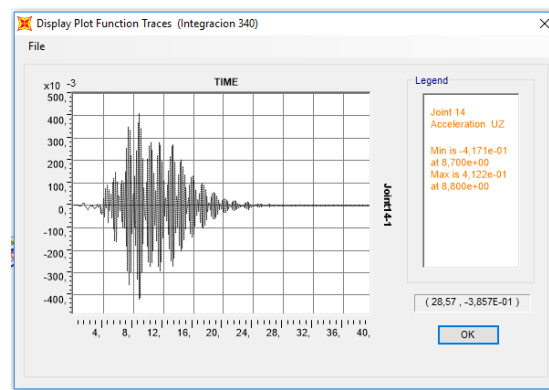 Display Plot Function Traces (Integracion 340)
File
TIME
x10 -3
500,
400,
300,
200,
100,
0,
-100,
-200,
-300,
-400,
4, 8, 12, 16, 20, 24, 28, 32, 36, 40,
Joint14-1
Legend
Joint 14
Acceleration UZ
Min is -4,171e-01
at 8,700e+00
Max is 4,122e-01
at 8,800e+00
( 28,57 , -3,857E-01 )
OK